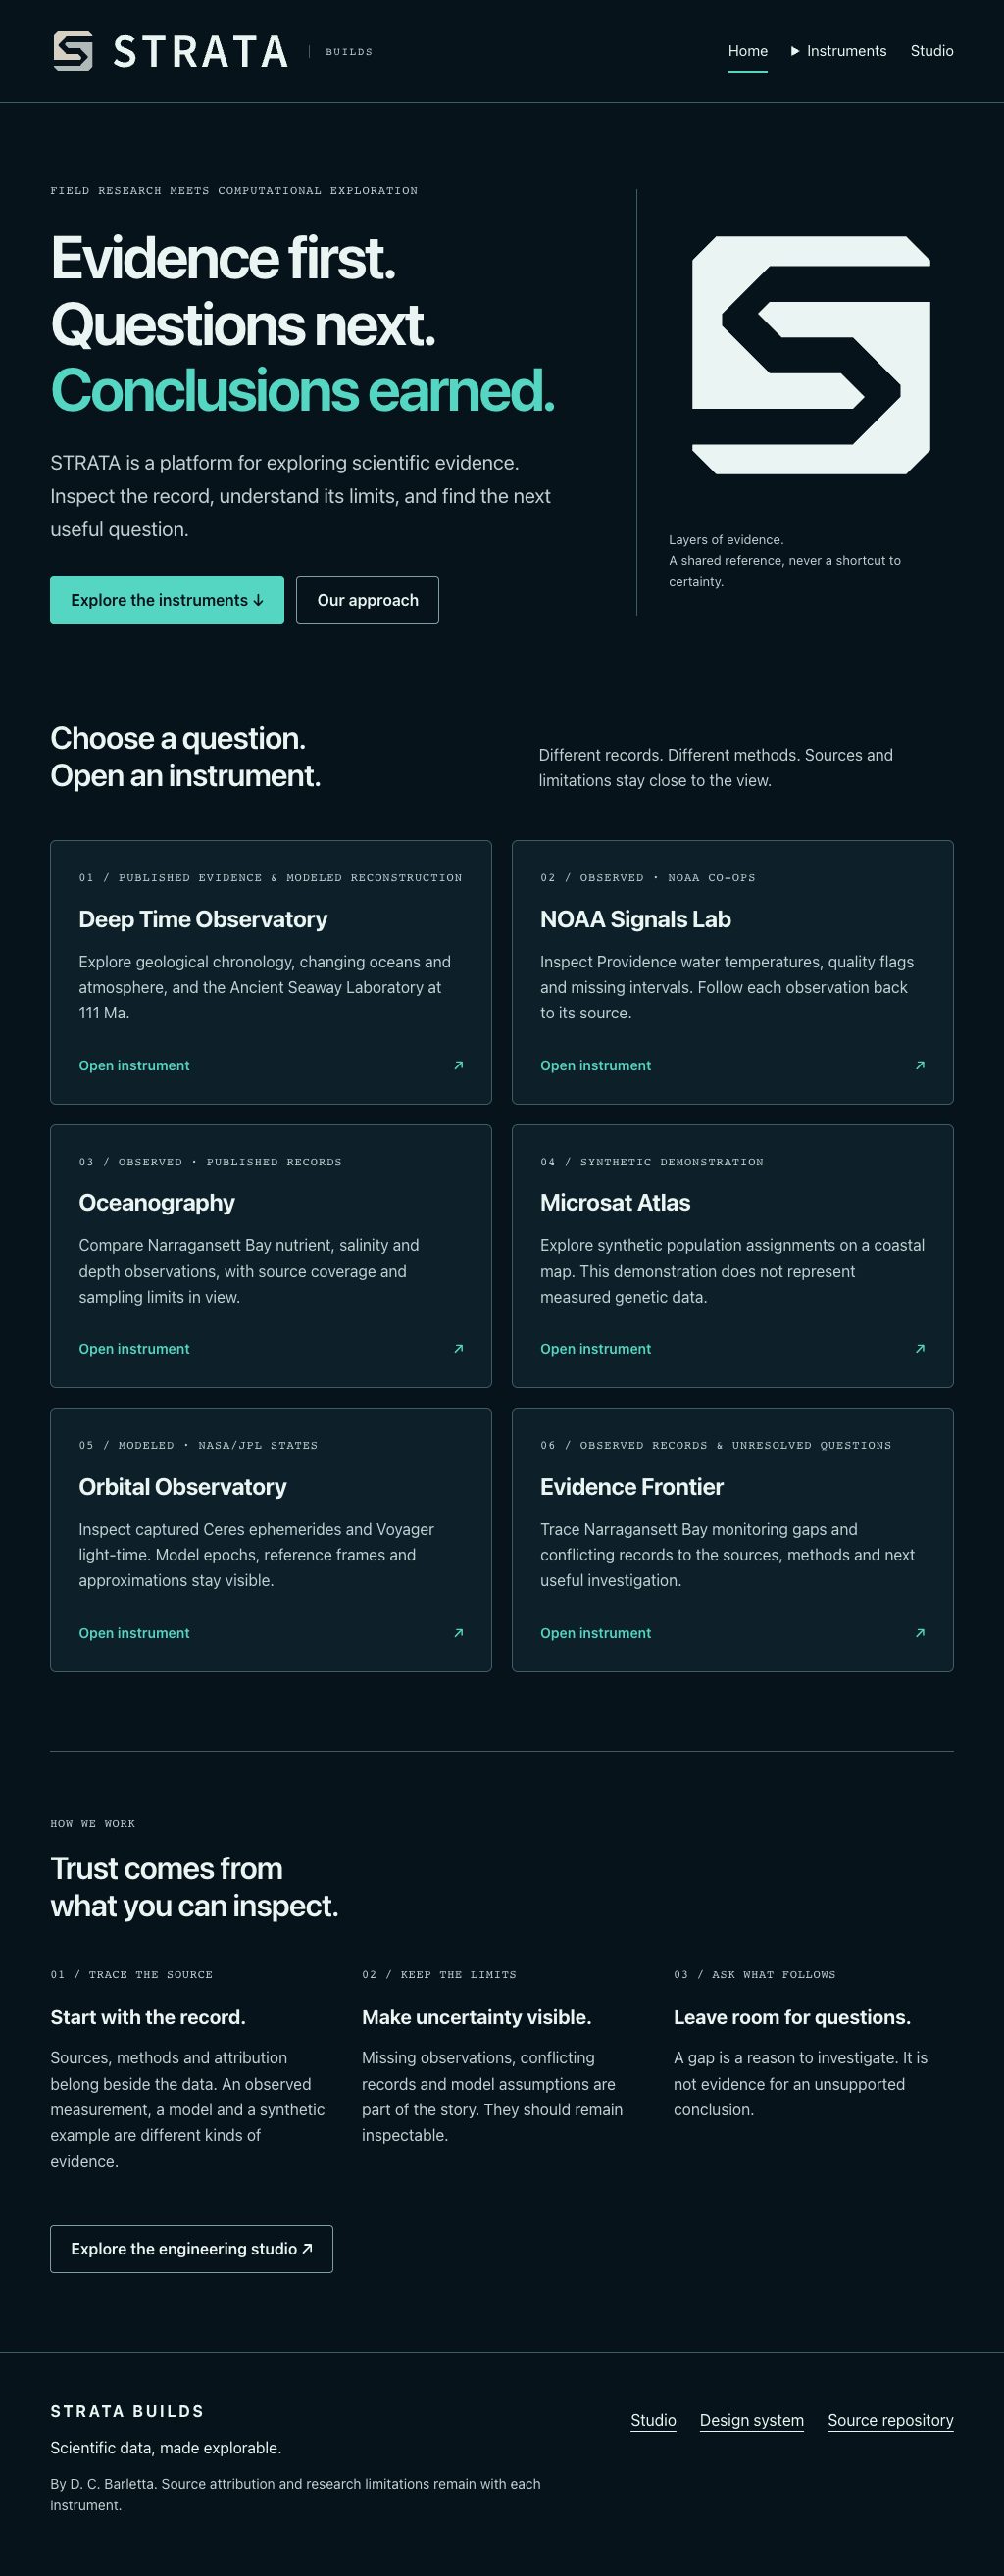 STRATA
BUILDS
Home
Instruments
Studio
FIELD RESEARCH MEETS COMPUTATIONAL EXPLORATION
Evidence first.
Questions next.
Conclusions earned.
STRATA is a platform for exploring scientific evidence.
Inspect the record, understand its limits, and find the next
useful question.
Explore the instruments ↓
Our approach
Layers of evidence.
A shared reference, never a shortcut to
certainty.
Choose a question.
Open an instrument.
Different records. Different methods. Sources and
limitations stay close to the view.
01 / PUBLISHED EVIDENCE & MODELED RECONSTRUCTION
Deep Time Observatory
Explore geological chronology, changing oceans and
atmosphere, and the Ancient Seaway Laboratory at
111 Ma.
Open instrument ↗
02 / OBSERVED · NOAA CO-OPS
NOAA Signals Lab
Inspect Providence water temperatures, quality flags
and missing intervals. Follow each observation back
to its source.
Open instrument ↗
03 / OBSERVED · PUBLISHED RECORDS
Oceanography
Compare Narragansett Bay nutrient, salinity and
depth observations, with source coverage and
sampling limits in view.
Open instrument ↗
04 / SYNTHETIC DEMONSTRATION
Microsat Atlas
Explore synthetic population assignments on a coastal
map. This demonstration does not represent
measured genetic data.
Open instrument ↗
05 / MODELED · NASA/JPL STATES
Orbital Observatory
Inspect captured Ceres ephemerides and Voyager
light-time. Model epochs, reference frames and
approximations stay visible.
Open instrument ↗
06 / OBSERVED RECORDS & UNRESOLVED QUESTIONS
Evidence Frontier
Trace Narragansett Bay monitoring gaps and
conflicting records to the sources, methods and next
useful investigation.
Open instrument ↗
HOW WE WORK
Trust comes from
what you can inspect.
01 / TRACE THE SOURCE
Start with the record.
Sources, methods and attribution
belong beside the data. An observed
measurement, a model and a synthetic
example are different kinds of
evidence.
02 / KEEP THE LIMITS
Make uncertainty visible.
Missing observations, conflicting
records and model assumptions are
part of the story. They should remain
inspectable.
03 / ASK WHAT FOLLOWS
Leave room for questions.
A gap is a reason to investigate. It is
not evidence for an unsupported
conclusion.
Explore the engineering studio ↗
STRATA BUILDS
Scientific data, made explorable.
By D. C. Barletta. Source attribution and research limitations remain with each
instrument.
Studio
Design system
Source repository